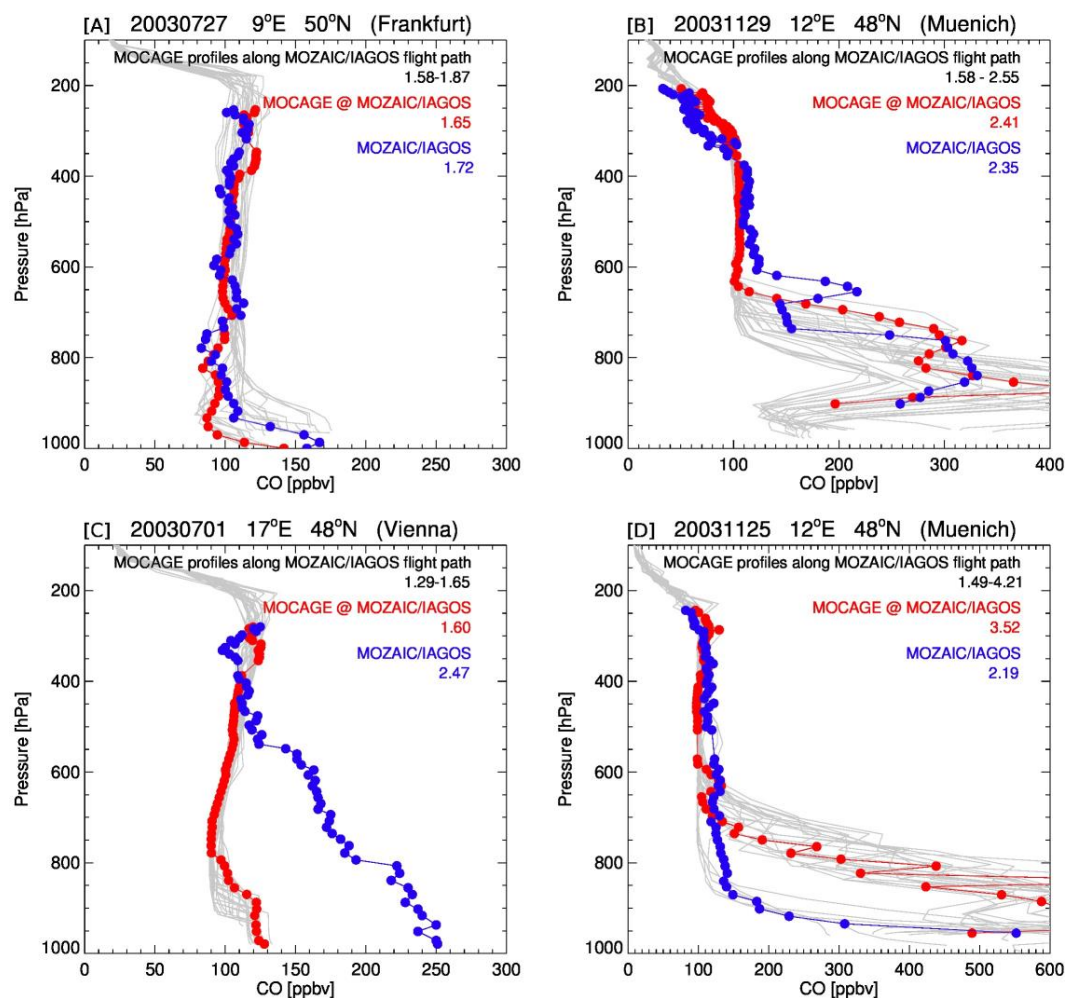 [A] 20030727 9°E 50°N (Frankfurt)
MOCAGE profiles along MOZAIC/IAGOS flight path
1.58-1.87
MOCAGE @ MOZAIC/IAGOS
1.65
MOZAIC/IAGOS
1.72
Pressure [hPa]
200
400
600
800
1000
0 50 100 150 200 250 300
CO [ppbv]
[B] 20031129 12°E 48°N (Muenich)
MOCAGE profiles along MOZAIC/IAGOS flight path
1.58 - 2.55
MOCAGE @ MOZAIC/IAGOS
2.41
MOZAIC/IAGOS
2.35
Pressure [hPa]
200
400
600
800
1000
0 100 200 300 400
CO [ppbv]
[C] 20030701 17°E 48°N (Vienna)
MOCAGE profiles along MOZAIC/IAGOS flight path
1.29-1.65
MOCAGE @ MOZAIC/IAGOS
1.60
MOZAIC/IAGOS
2.47
Pressure [hPa]
200
400
600
800
1000
0 50 100 150 200 250 300
CO [ppbv]
[D] 20031125 12°E 48°N (Muenich)
MOCAGE profiles along MOZAIC/IAGOS flight path
1.49-4.21
MOCAGE @ MOZAIC/IAGOS
3.52
MOZAIC/IAGOS
2.19
Pressure [hPa]
200
400
600
800
1000
0 100 200 300 400 500 600
CO [ppbv]